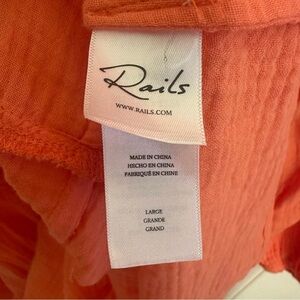 Rails
WWW.RAILS.COM
MADE IN CHINA
HECHO EN CHINA
FABRIQUÉ EN CHINE
LARGE
GRANDE
GRAND